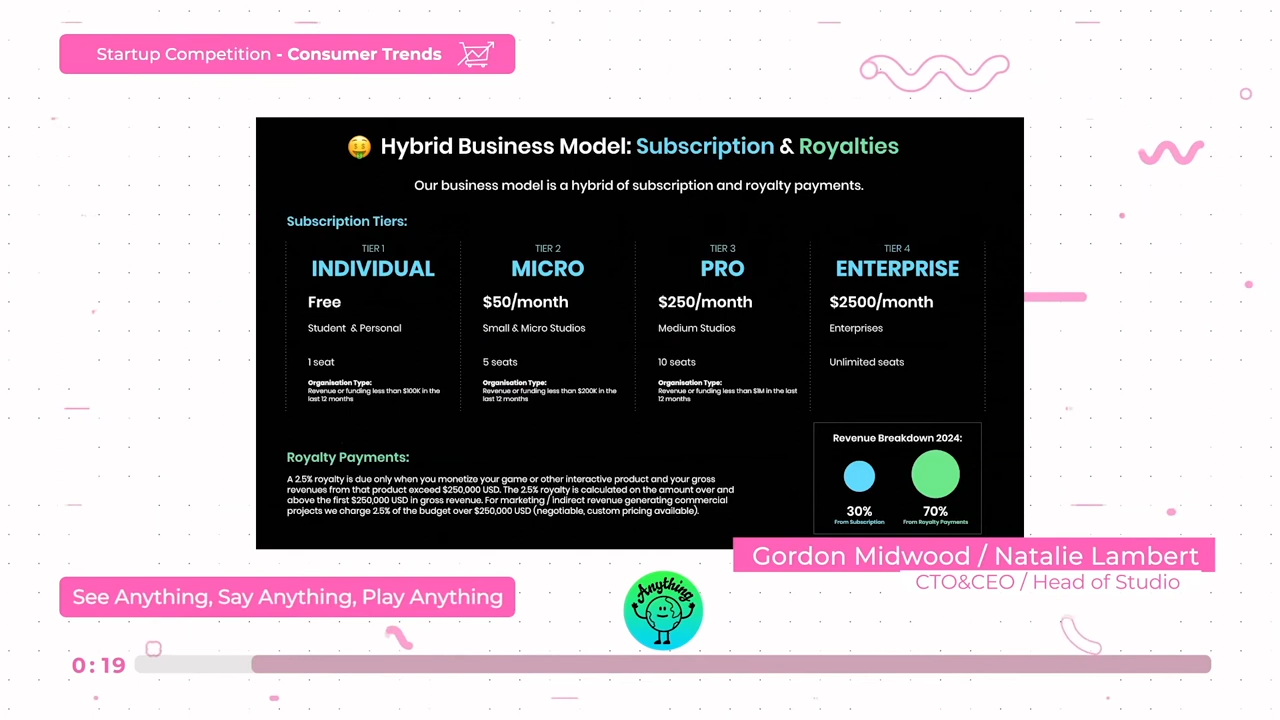 Startup Competition - Consumer Trends
🤑 Hybrid Business Model: Subscription & Royalties
Our business model is a hybrid of subscription and royalty payments.
Subscription Tiers:
TIER 1
INDIVIDUAL
Free
Student & Personal
1 seat
Organisation Type:
Revenue or funding less than $100K in the
last 12 months
TIER 2
MICRO
$50/month
Small & Micro Studios
5 seats
Organisation Type:
Revenue or funding less than $200K in the
last 12 months
TIER 3
PRO
$250/month
Medium Studios
10 seats
Organisation Type:
Revenue or funding less than $1M in the last
12 months
TIER 4
ENTERPRISE
$2500/month
Enterprises
Unlimited seats
Royalty Payments:
A 2.5% royalty is due only when you monetize your game or other interactive product and your gross
revenues from that product exceed $250,000 USD. The 2.5% royalty is calculated on the amount over and
above the first $250,000 USD in gross revenue. For marketing / indirect revenue generating commercial
projects we charge 2.5% of the budget over $250,000 USD (negotiable, custom pricing available).
Revenue Breakdown 2024:
30%
From Subscription
70%
From Royalty Payments
Gordon Midwood / Natalie Lambert
CTO&CEO / Head of Studio
See Anything, Say Anything, Play Anything
Anything
0:19